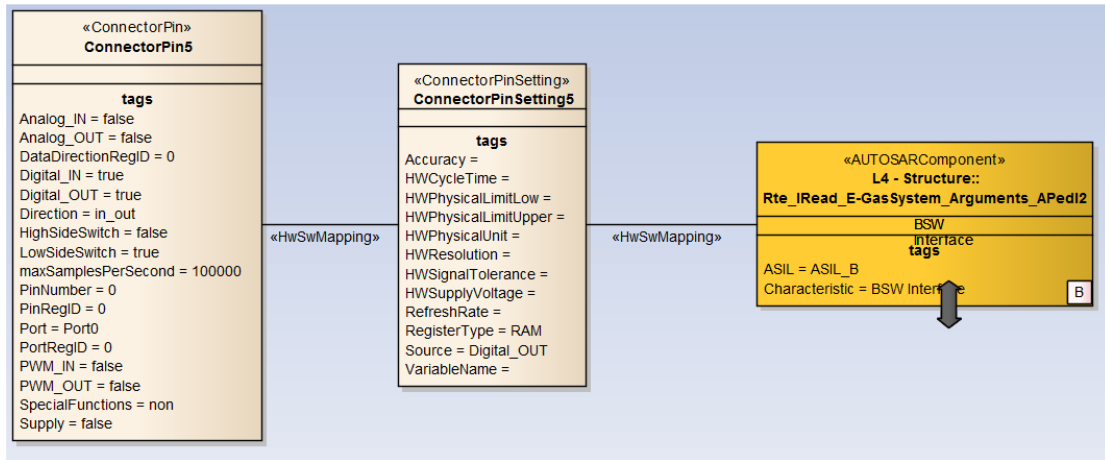 «ConnectorPin»
ConnectorPin5
tags
Analog_IN = false
Analog_OUT = false
DataDirectionRegID = 0
Digital_IN = true
Digital_OUT = true
Direction = in_out
HighSideSwitch = false
LowSideSwitch = true
maxSamplesPerSecond = 100000
PinNumber = 0
PinRegID = 0
Port = Port0
PortRegID = 0
PWM_IN = false
PWM_OUT = false
SpecialFunctions = non
Supply = false
«HwSwMapping»
«ConnectorPinSetting»
ConnectorPinSetting5
tags
Accuracy =
HWCycleTime =
HWPhysicalLimitLow =
HWPhysicalLimitUpper =
HWPhysicalUnit =
HWResolution =
HWSignalTolerance =
HWSupplyVoltage =
RefreshRate =
RegisterType = RAM
Source = Digital_OUT
VariableName =
«HwSwMapping»
«AUTOSARComponent»
L4 - Structure::
Rte_IRead_E-GasSystem_Arguments_APedI2
BSW
Interface
tags
ASIL = ASIL_B
Characteristic = BSW Interface
B